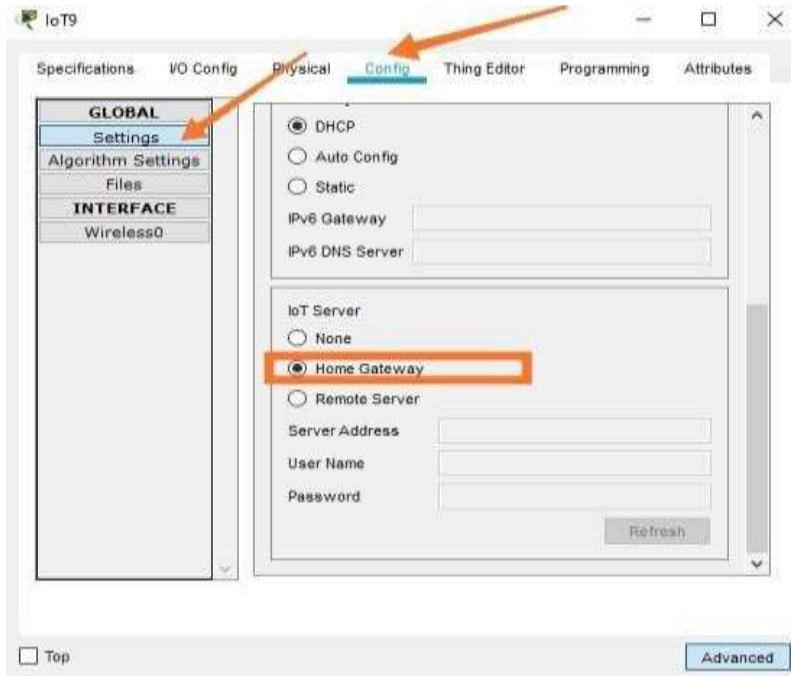 IoT9
Specifications I/O Config Physical Config Thing Editor Programming Attributes
GLOBAL
Settings
Algorithm Settings
Files
INTERFACE
Wireless0
DHCP
Auto Config
Static
IPv6 Gateway
IPv6 DNS Server
IoT Server
None
Home Gateway
Remote Server
Server Address
User Name
Password
Refresh
Top
Advanced